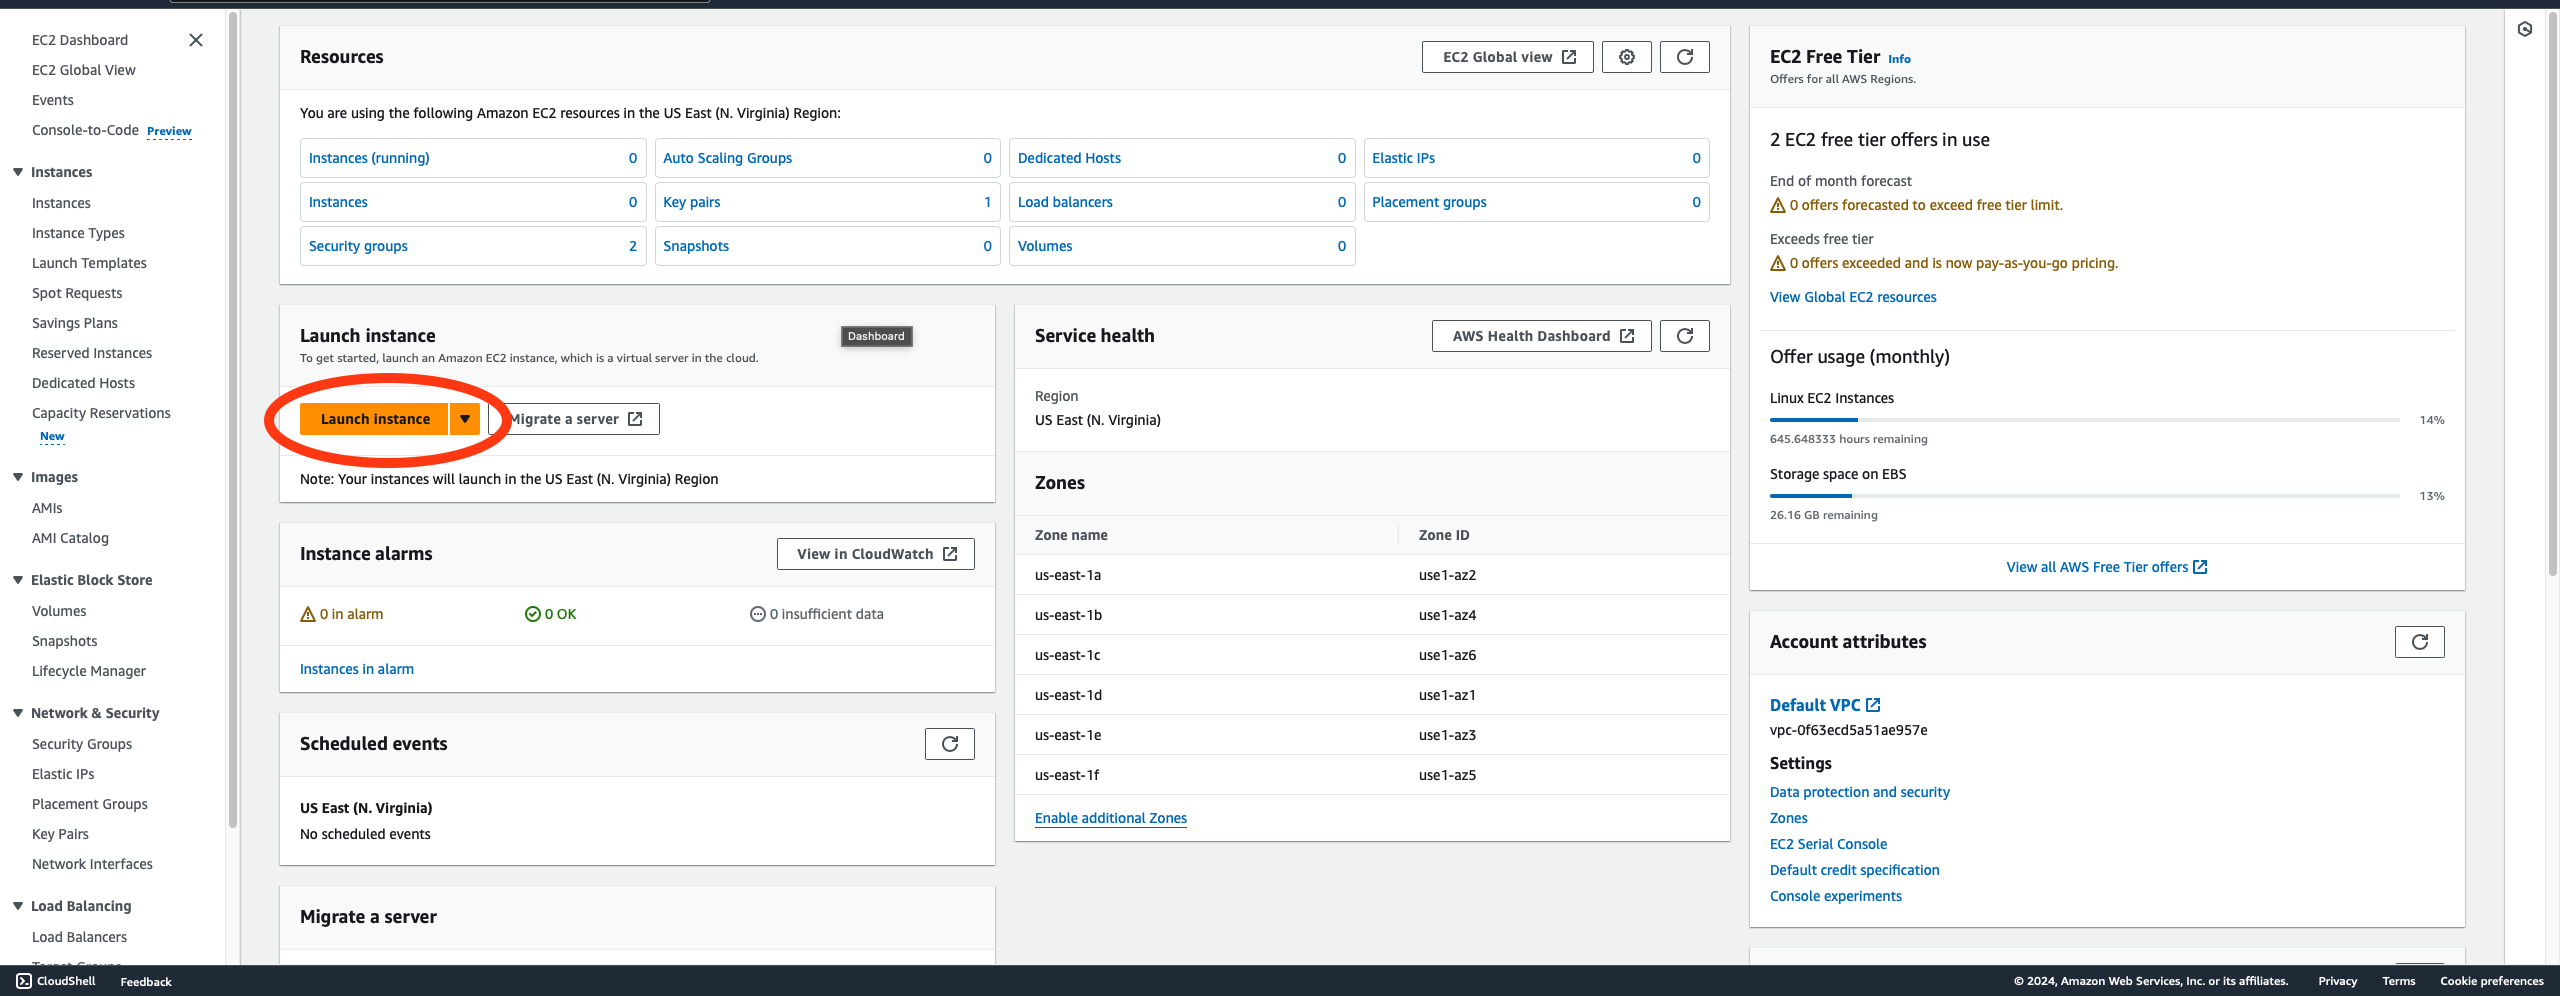 EC2 Dashboard
EC2 Global View
Events
Console-to-Code Preview
Instances
Instances
Instance Types
Launch Templates
Spot Requests
Savings Plans
Reserved Instances
Dedicated Hosts
Capacity Reservations
New
Images
AMIs
AMI Catalog
Elastic Block Store
Volumes
Snapshots
Lifecycle Manager
Network & Security
Security Groups
Elastic IPs
Placement Groups
Key Pairs
Network Interfaces
Load Balancing
Load Balancers
Target Groups
Resources
EC2 Global view
You are using the following Amazon EC2 resources in the US East (N. Virginia) Region:
Instances (running) 0 Auto Scaling Groups 0 Dedicated Hosts 0 Elastic IPs 0
Instances 0 Key pairs 1 Load balancers 0 Placement groups 0
Security groups 2 Snapshots 0 Volumes 0
Launch instance
Dashboard
To get started, launch an Amazon EC2 instance, which is a virtual server in the cloud.
Launch instance Migrate a server
Note: Your instances will launch in the US East (N. Virginia) Region
Instance alarms
View in CloudWatch
0 in alarm 0 OK 0 insufficient data
Instances in alarm
Scheduled events
US East (N. Virginia)
No scheduled events
Migrate a server
Service health
AWS Health Dashboard
Region
US East (N. Virginia)
Zones
Zone name Zone ID
us-east-1a use1-az2
us-east-1b use1-az4
us-east-1c use1-az6
us-east-1d use1-az1
us-east-1e use1-az3
us-east-1f use1-az5
Enable additional Zones
EC2 Free Tier Info
Offers for all AWS Regions.
2 EC2 free tier offers in use
End of month forecast
0 offers forecasted to exceed free tier limit.
Exceeds free tier
0 offers exceeded and is now pay-as-you-go pricing.
View Global EC2 resources
Offer usage (monthly)
Linux EC2 Instances
14%
645.648333 hours remaining
Storage space on EBS
13%
26.16 GB remaining
View all AWS Free Tier offers
Account attributes
Default VPC
vpc-0f63ecd5a51ae957e
Settings
Data protection and security
Zones
EC2 Serial Console
Default credit specification
Console experiments
CloudShell Feedback
© 2024, Amazon Web Services, Inc. or its affiliates. Privacy Terms Cookie preferences